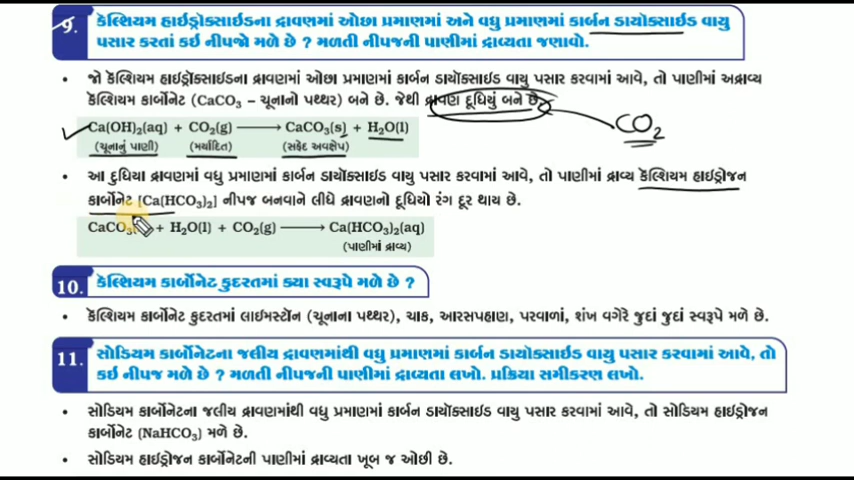 9. કેલ્શિયમ હાઇડ્રૉક્સાઇડના દ્રાવણમાં ઓછા પ્રમાણમાં અને વધુ પ્રમાણમાં કાર્બન ડાયૉક્સાઇડ વાયુ
પસાર કરતાં કઇ નીપજો મળે છે ? મળતી નીપજની પાણીમાં દ્રાવ્યતા જણાવો.
• જો કૅલ્શિયમ હાઇડ્રૉક્સાઇડના દ્રાવણમાં ઓછા પ્રમાણમાં કાર્બન ડાયૉક્સાઇડ વાયુ પસાર કરવામાં આવે, તો પાણીમાં અદ્રાવ્ય
કૅલ્શિયમ કાર્બોનેટ (CaCO₃ – ચૂનાનો પથ્થર) બને છે. જેથી દ્રાવણ દૂધિયું બને છે.
CO₂
Ca(OH)₂(aq) + CO₂(g) ⟶ CaCO₃(s) + H₂O(l)
(ચૂનાનું પાણી) (મર્યાદિત) (સફેદ અવક્ષેપ)
• આ દુધિયા દ્રાવણમાં વધુ પ્રમાણમાં કાર્બન ડાયૉક્સાઇડ વાયુ પસાર કરવામાં આવે, તો પાણીમાં દ્રાવ્ય કૅલ્શિયમ હાઇડ્રોજન
કાર્બોનેટ [Ca(HCO₃)₂] નીપજ બનવાને લીધે દ્રાવણનો દૂધિયો રંગ દૂર થાય છે.
CaCO₃( + H₂O(l) + CO₂(g) ⟶ Ca(HCO₃)₂(aq)
(પાણીમાં દ્રાવ્ય)
10. કૅલ્શિયમ કાર્બોનેટ કુદરતમાં ક્યા સ્વરૂપે મળે છે ?
• કૅલ્શિયમ કાર્બોનેટ કુદરતમાં લાઇમસ્ટૉન (ચૂનાના પથ્થર), ચાક, આરસપહાણ, પરવાળાં, શંખ વગેરે જુદાં જુદાં સ્વરૂપે મળે છે.
11. સોડિયમ કાર્બોનેટના જલીય દ્રાવણમાંથી વધુ પ્રમાણમાં કાર્બન ડાયૉક્સાઇડ વાયુ પસાર કરવામાં આવે, તો
કઇ નીપજ મળે છે ? મળતી નીપજની પાણીમાં દ્રાવ્યતા લખો. પ્રક્રિયા સમીકરણ લખો.
• સોડિયમ કાર્બોનેટના જલીય દ્રાવણમાંથી વધુ પ્રમાણમાં કાર્બન ડાયૉક્સાઇડ વાયુ પસાર કરવામાં આવે, તો સોડિયમ હાઇડ્રોજન
કાર્બોનેટ (NaHCO₃) મળે છે.
• સોડિયમ હાઇડ્રોજન કાર્બોનેટની પાણીમાં દ્રાવ્યતા ખૂબ જ ઓછી છે.